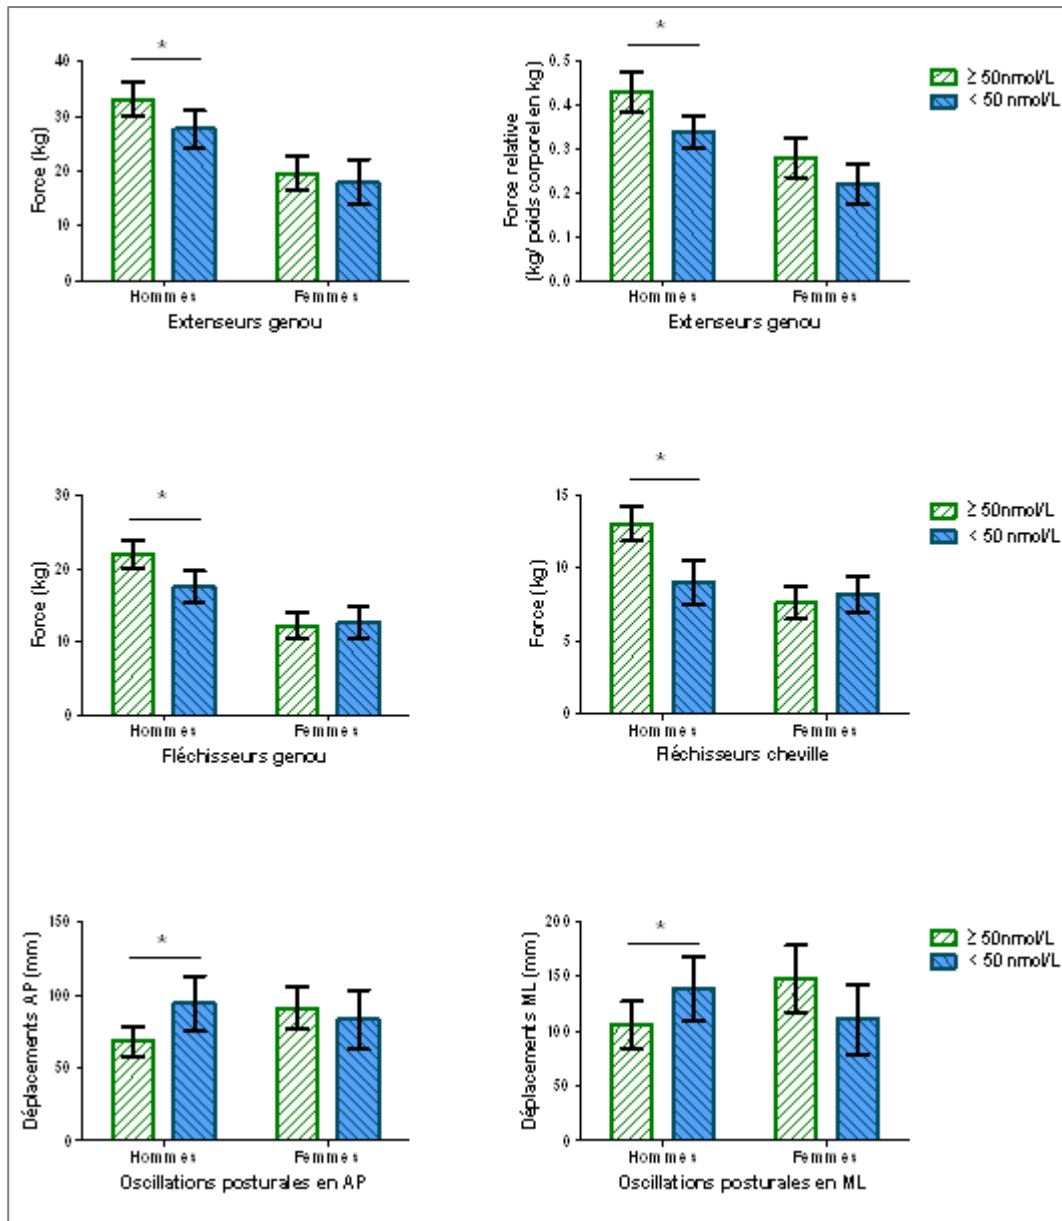 *
40
30
20
10
0
Force (kg)
Hommes
Femmes
Extenseurs genou
*
0.5
0.4
0.3
0.2
0.1
0.0
Force relative
(kg/ poids corporel en kg)
Hommes
Femmes
Extenseurs genou
≥ 50nmol/L
< 50 nmol/L
*
30
20
10
0
Force (kg)
Hommes
Femmes
Fléchisseurs genou
*
15
10
5
0
Force (kg)
Hommes
Femmes
Fléchisseurs cheville
≥ 50nmol/L
< 50 nmol/L
*
150
100
50
0
Déplacements AP (mm)
Hommes
Femmes
Oscillations posturales en AP
*
200
150
100
50
0
Déplacements ML (mm)
Hommes
Femmes
Oscillations posturales en ML
≥ 50nmol/L
< 50 nmol/L